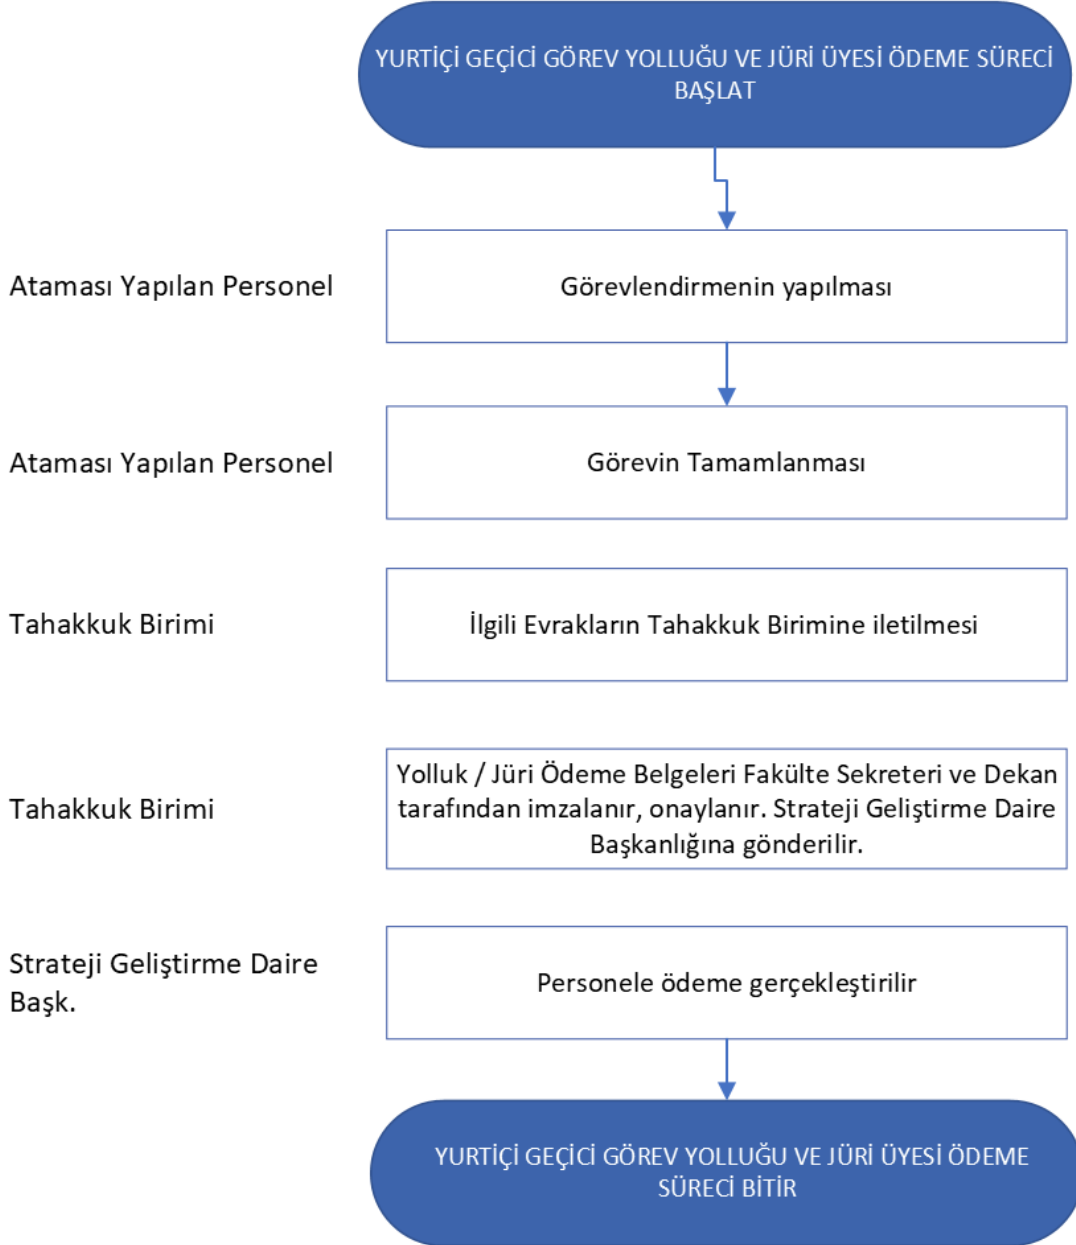 YURTİÇİ GEÇİCİ GÖREV YOLLUĞU VE JÜRİ ÜYESİ ÖDEME SÜRECİ
BAŞLAT
Ataması Yapılan Personel
Görevlendirmenin yapılması
Ataması Yapılan Personel
Görevin Tamamlanması
Tahakkuk Birimi
İlgili Evrakların Tahakkuk Birimine iletilmesi
Tahakkuk Birimi
Yolluk / Jüri Ödeme Belgeleri Fakülte Sekreteri ve Dekan
tarafından imzalanır, onaylanır. Strateji Geliştirme Daire
Başkanlığına gönderilir.
Strateji Geliştirme Daire
Başk.
Personele ödeme gerçekleştirilir
YURTİÇİ GEÇİCİ GÖREV YOLLUĞU VE JÜRİ ÜYESİ ÖDEME
SÜRECİ BİTİR